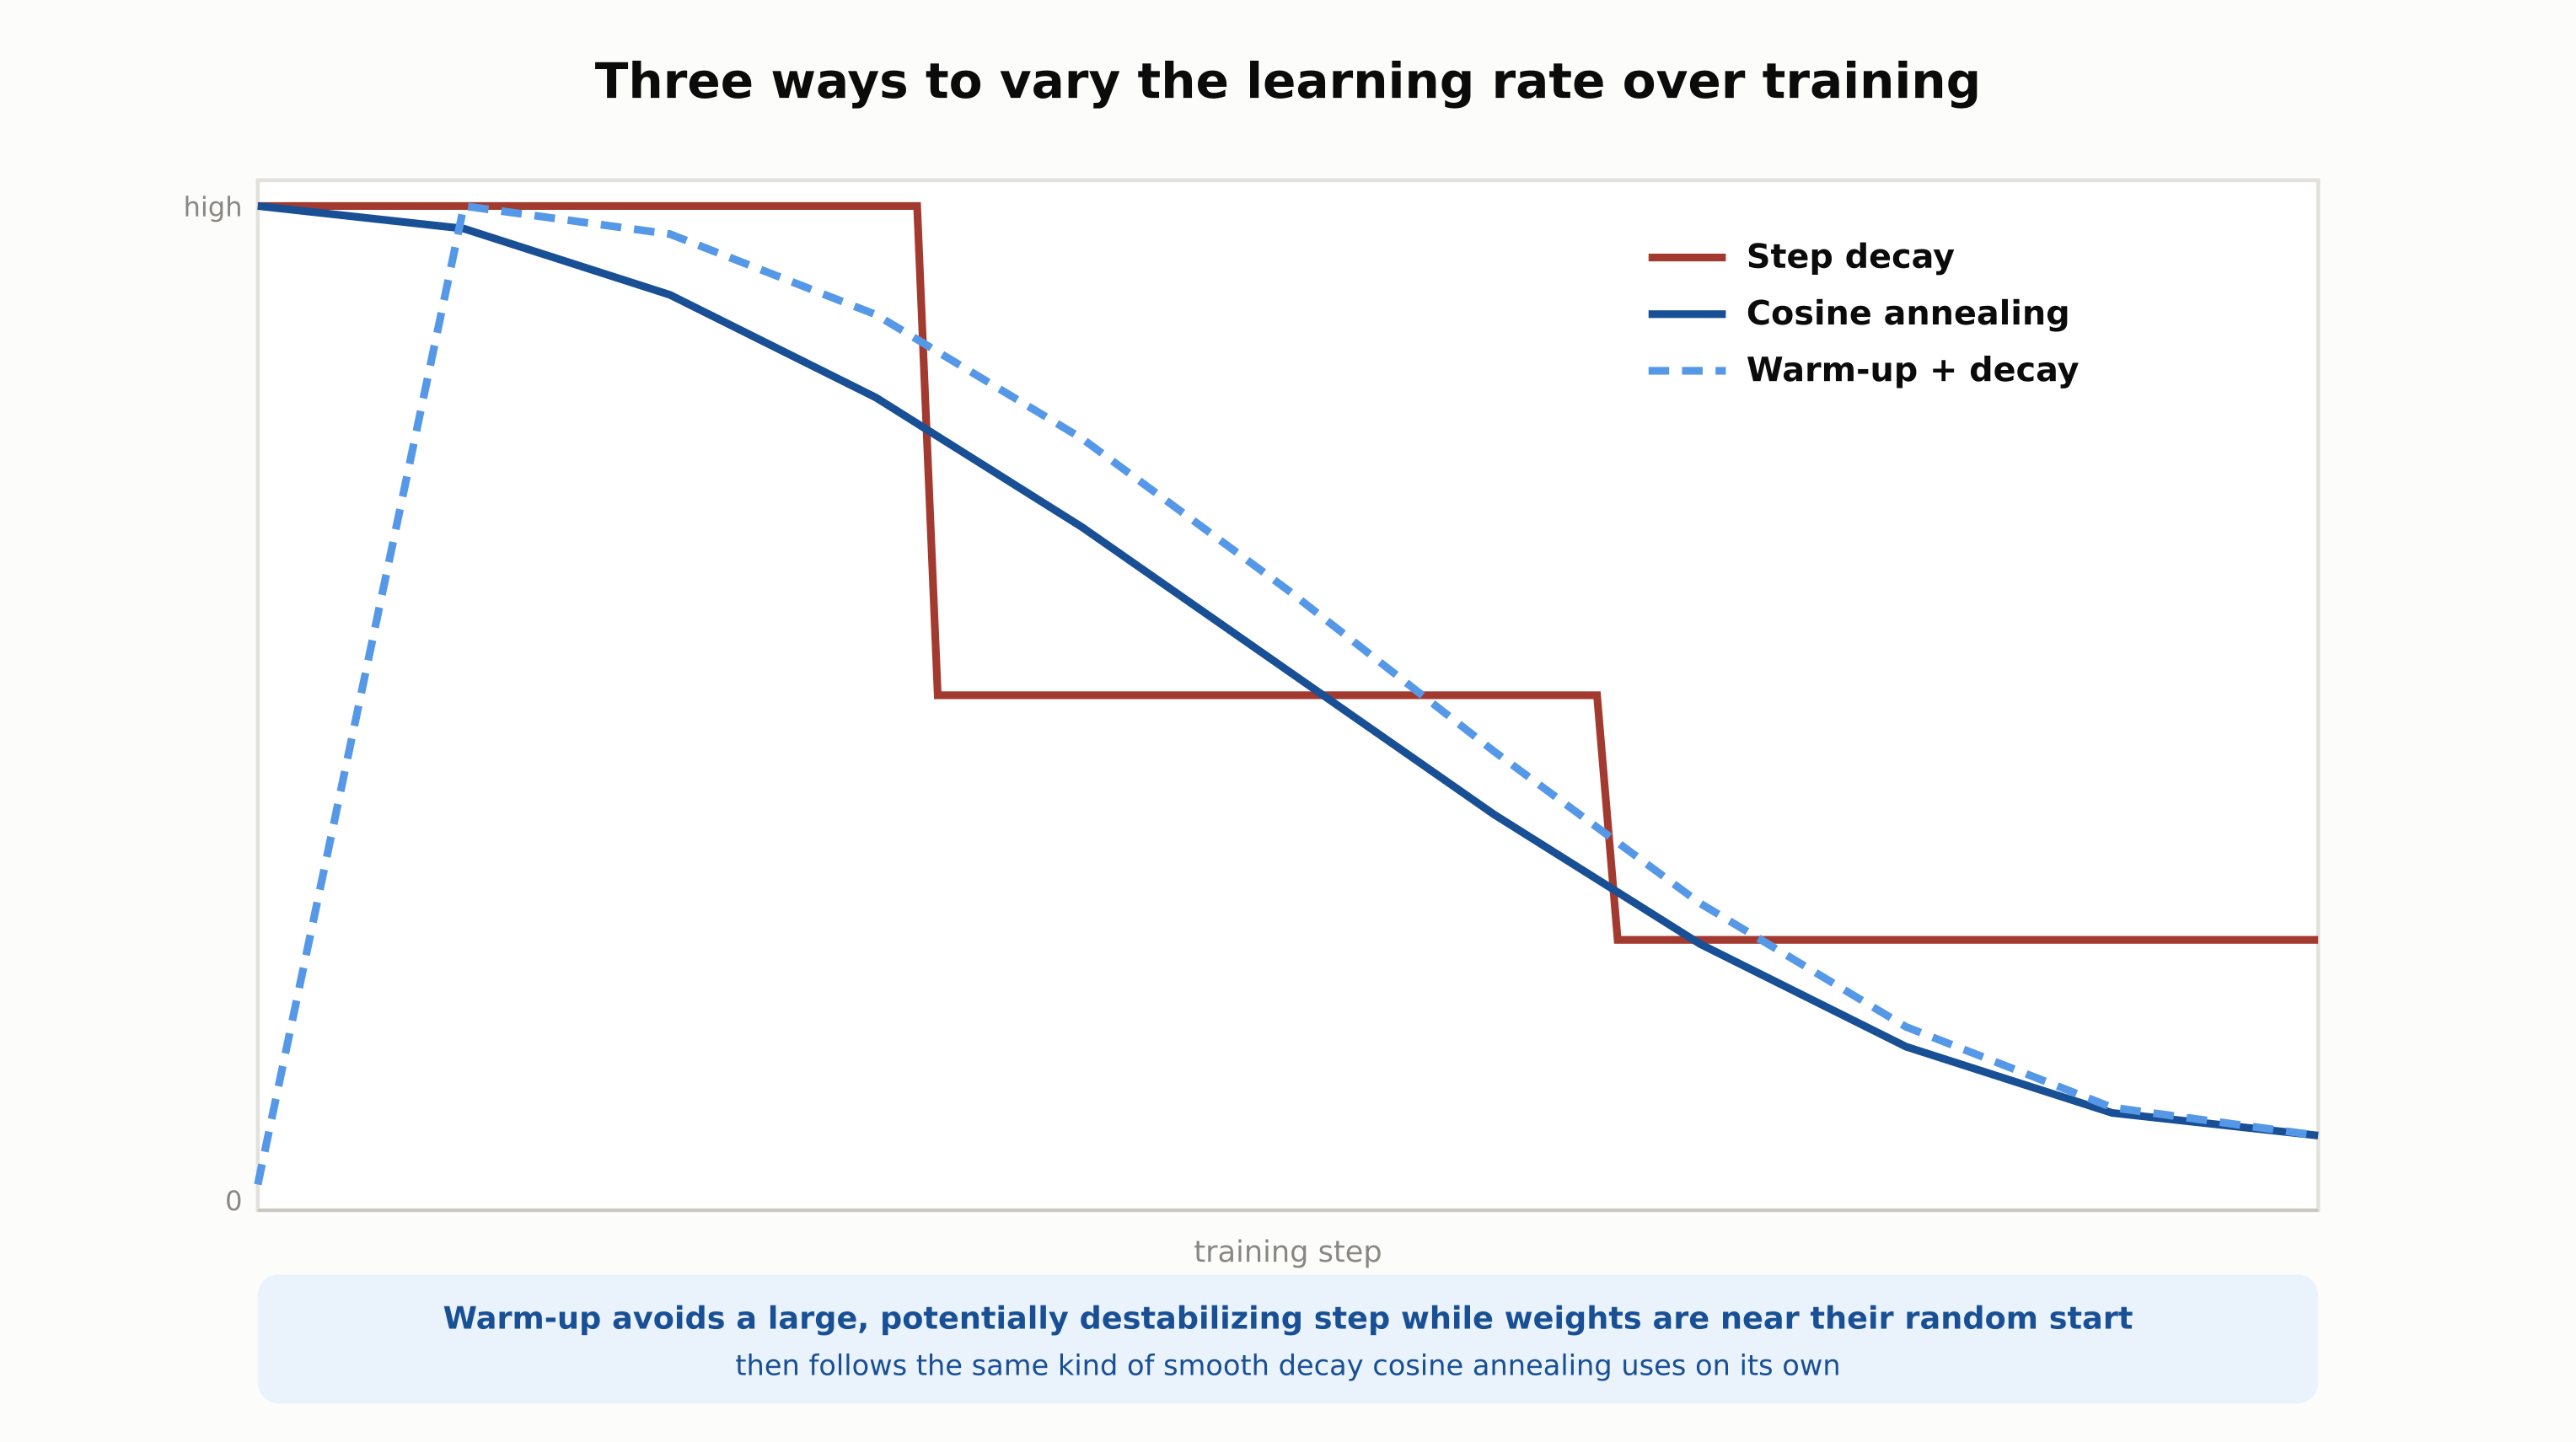 Three ways to vary the learning rate over training
high
Step decay
Cosine annealing
Warm-up + decay
0
training step
Warm-up avoids a large, potentially destabilizing step while weights are near their random start
then follows the same kind of smooth decay cosine annealing uses on its own